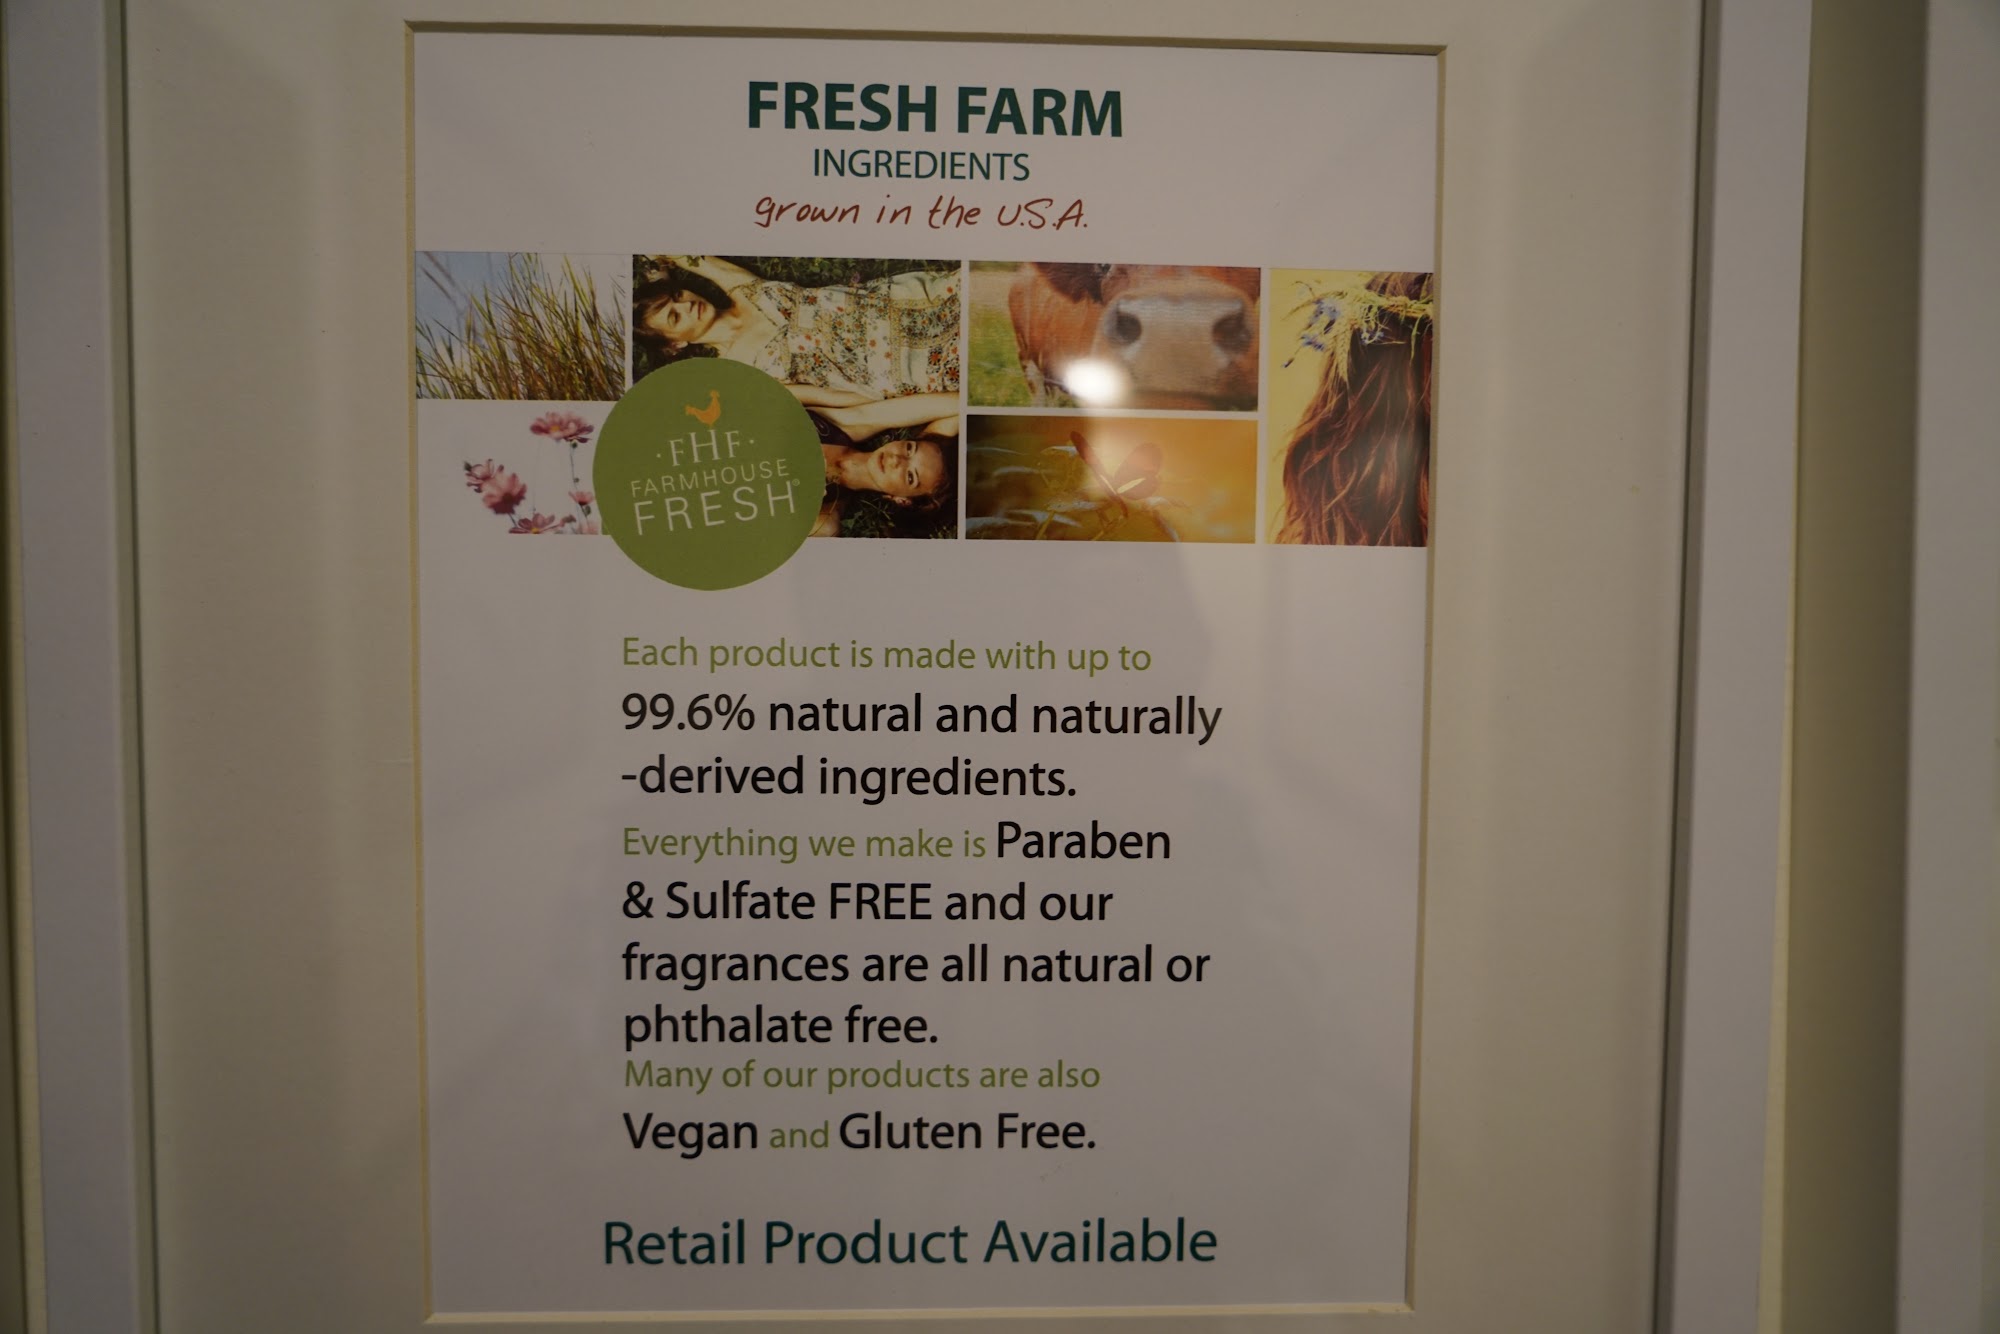 FRESH FARM
INGREDIENTS
grown in the U.S.A.
·FHF·
FARMHOUSE
FRESH®
Each product is made with up to
99.6% natural and naturally
-derived ingredients.
Everything we make is Paraben
& Sulfate FREE and our
fragrances are all natural or
phthalate free.
Many of our products are also
Vegan and Gluten Free.
Retail Product Available